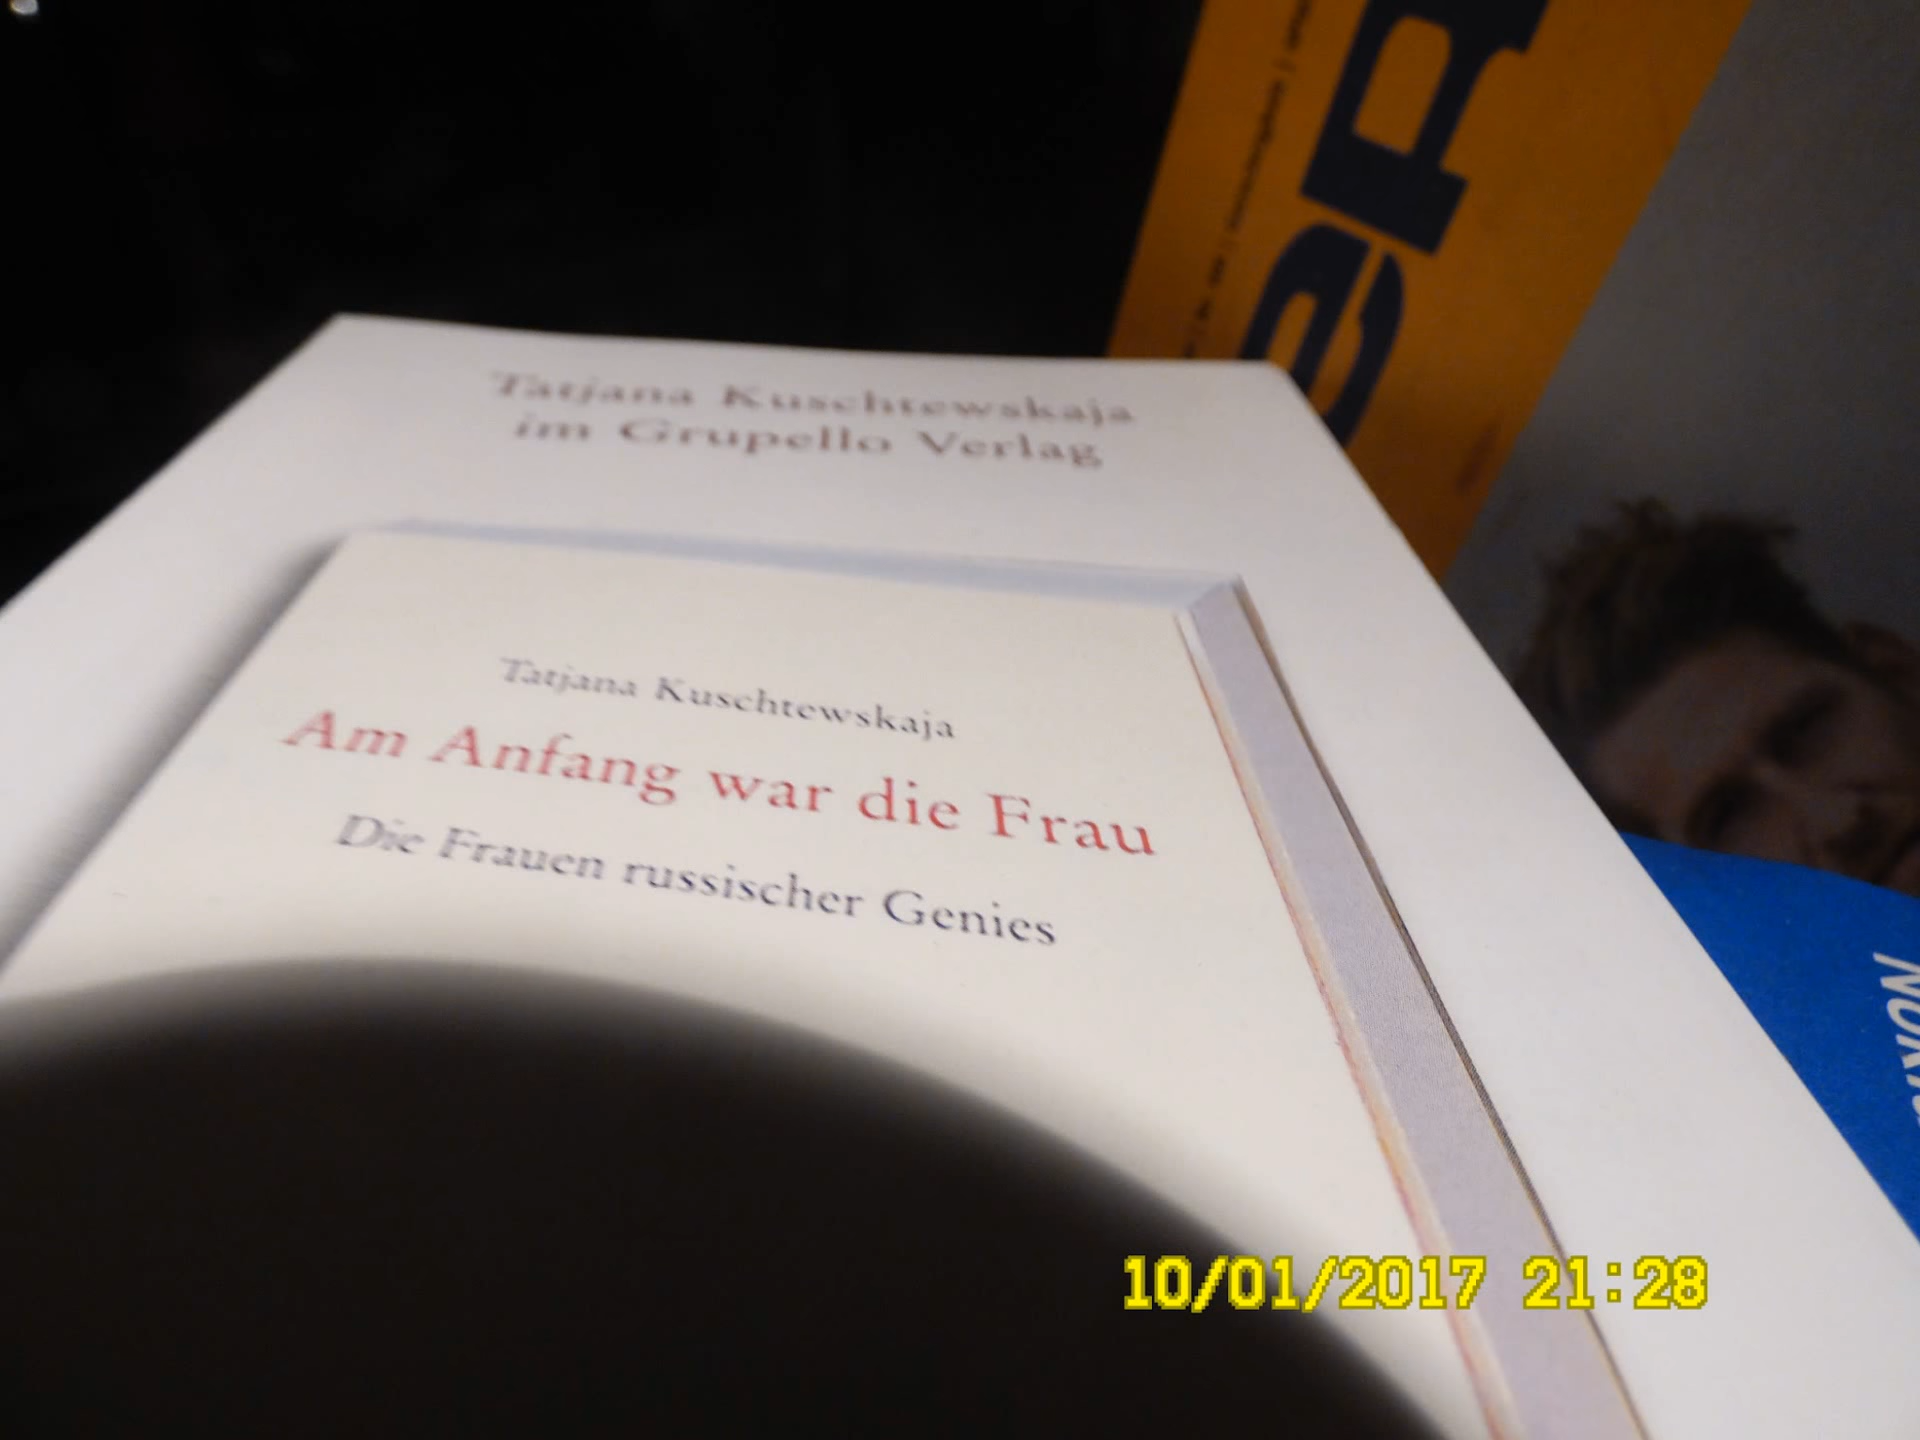 Tatjana Kuschtewskaja
im Grupello Verlag
Tatjana Kuschtewskaja
Am Anfang war die Frau
Die Frauen russischer Genies
eR
10/01/2017 21:28